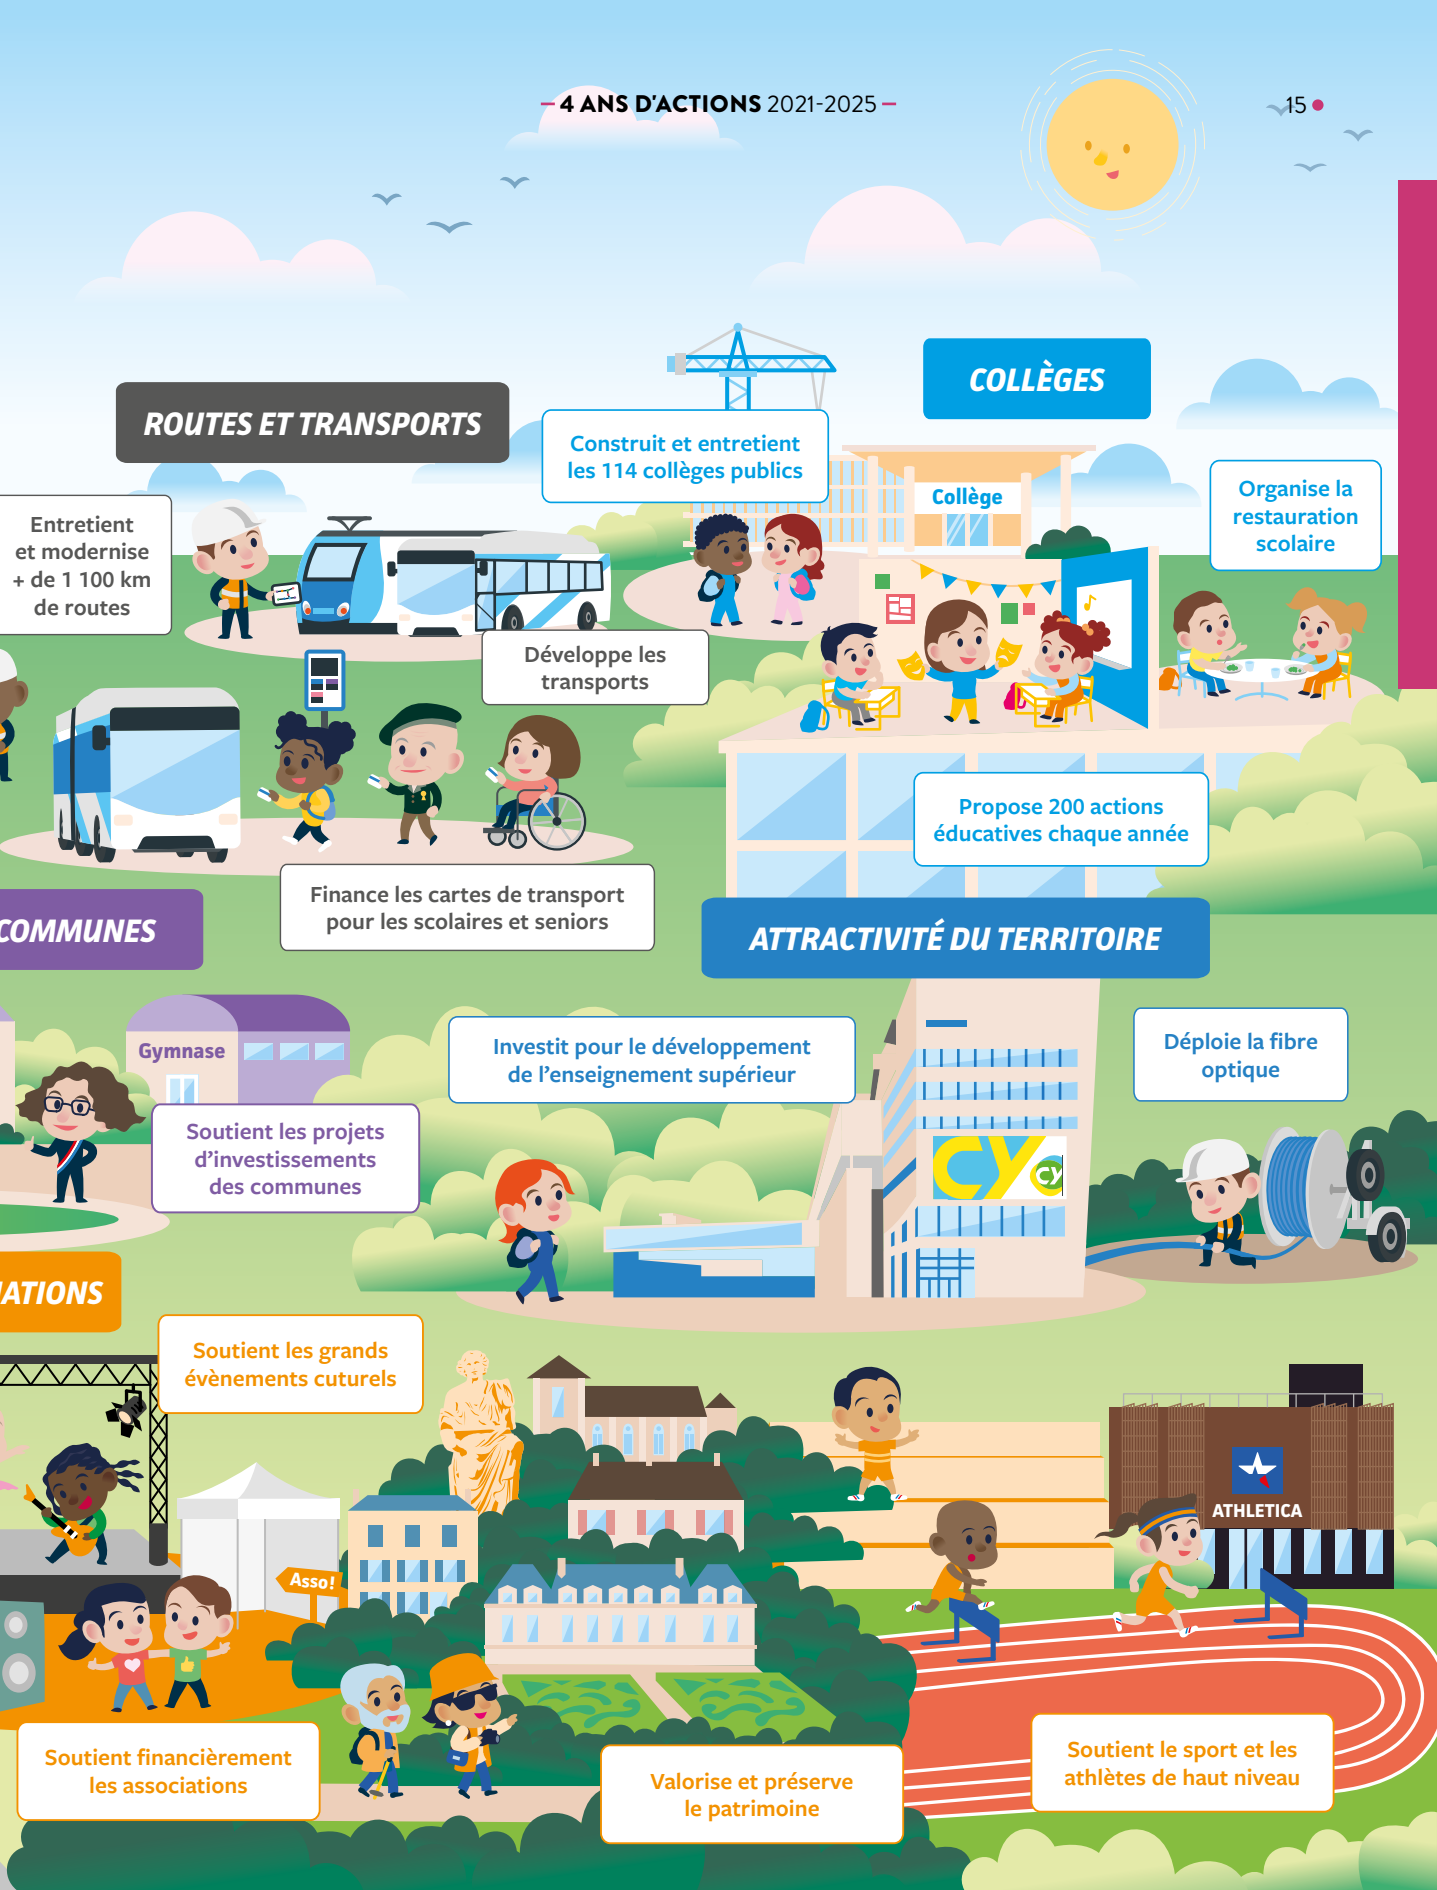 4 ANS D'ACTIONS 2021-2025
15
ROUTES ET TRANSPORTS
Entretient
et modernise
+ de 1 100 km
de routes
Développe les
transports
Finance les cartes de transport
pour les scolaires et seniors
COLLÈGES
Construit et entretient
les 114 collèges publics
Collège
Organise la
restauration
scolaire
Propose 200 actions
éducatives chaque année
COMMUNES
Gymnase
Soutient les projets
d’investissements
des communes
ATTRACTIVITÉ DU TERRITOIRE
Investit pour le développement
de l’enseignement supérieur
Déploie la fibre
optique
CY
CY
IATIONS
Soutient les grands
évènements cuturels
Asso!
ATHLETICA
Soutient financièrement
les associations
Valorise et préserve
le patrimoine
Soutient le sport et les
athlètes de haut niveau